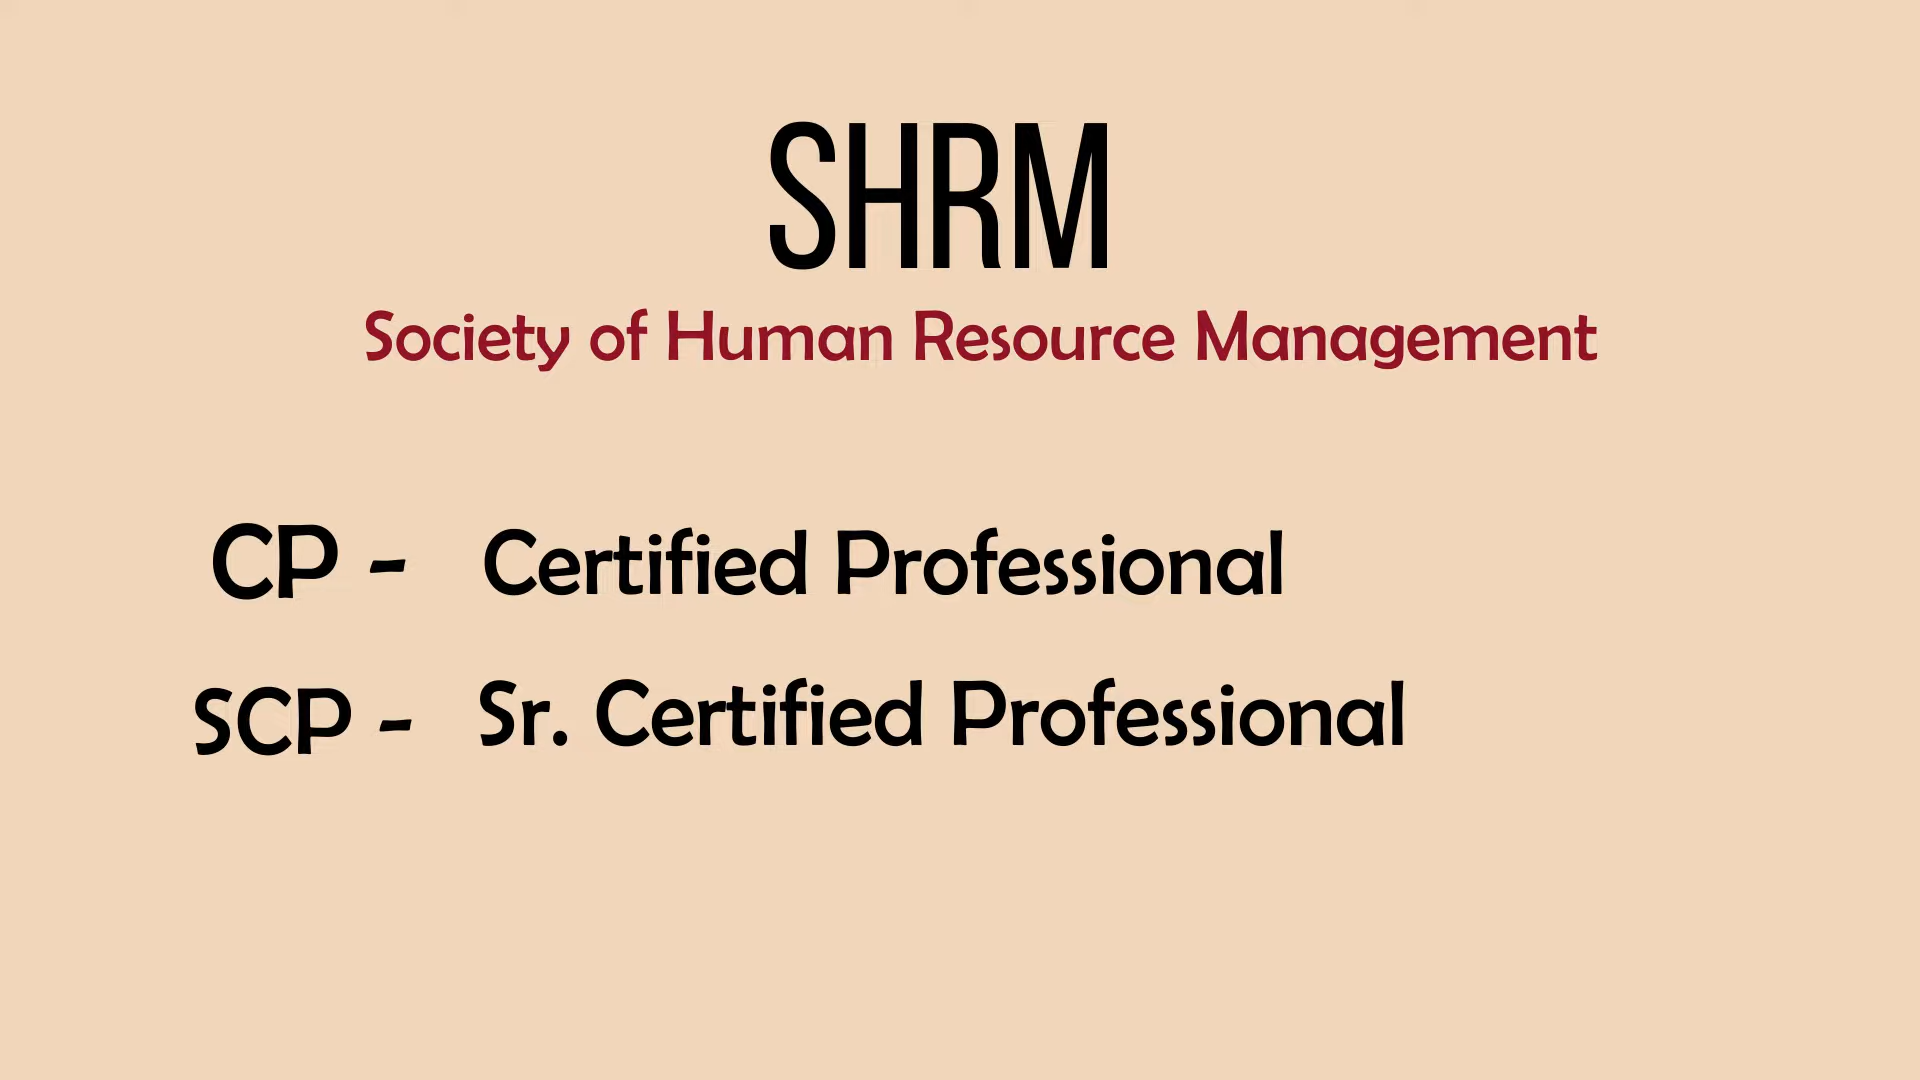 SHRM
Society of Human Resource Management
CP - Certified Professional
SCP - Sr. Certified Professional